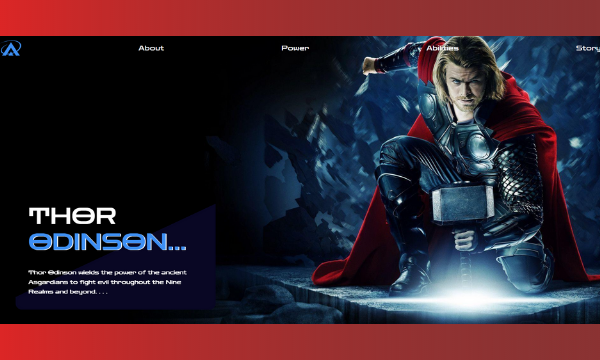 About Power Abilities Story
THOR
ODINSON...
Thor Odinson wields the power of the ancient
Asgardians to fight evil throughout the Nine
Realms and beyond. . . .